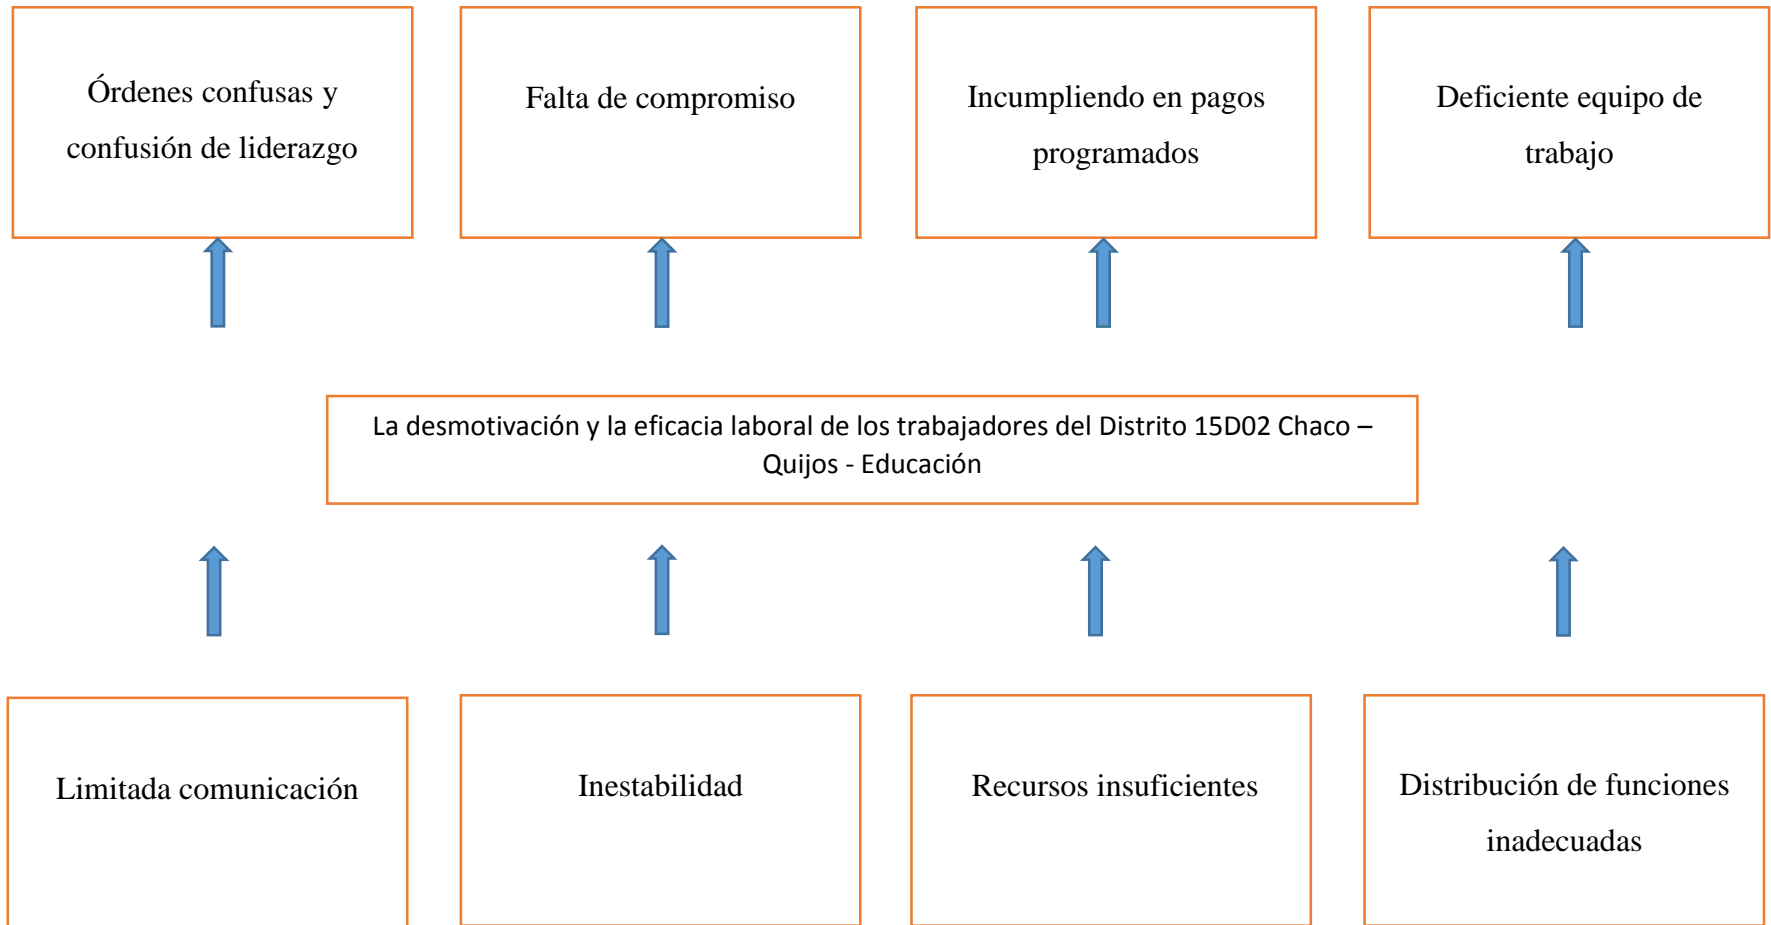 Órdenes confusas y
confusión de liderazgo
Falta de compromiso
Incumpliendo en pagos
programados
Deficiente equipo de
trabajo
La desmotivación y la eficacia laboral de los trabajadores del Distrito 15D02 Chaco –
Quijos - Educación
Limitada comunicación
Inestabilidad
Recursos insuficientes
Distribución de funciones
inadecuadas